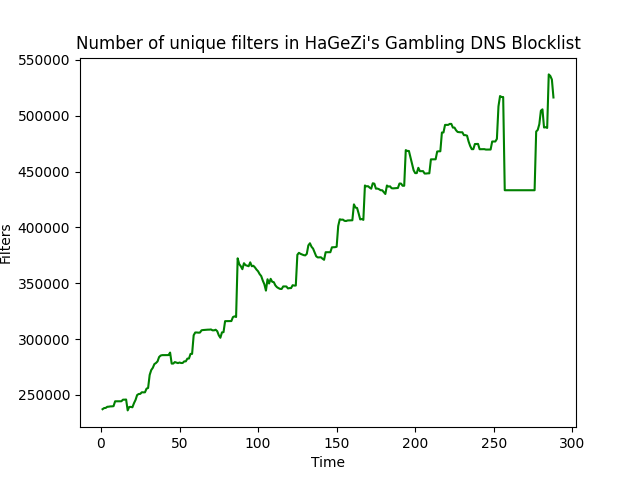 Number of unique filters in HaGeZi's Gambling DNS Blocklist
550000
500000
450000
400000
350000
300000
250000
Filters
0 50 100 150 200 250 300
Time